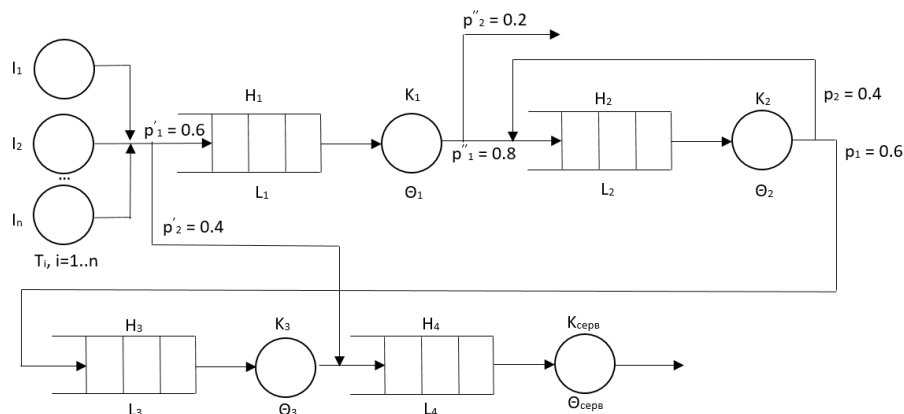 p''₂ = 0.2
I₁
H₁
K₁
H₂
K₂
p₂ = 0.4
p'₁ = 0.6
I₂
p''₁ = 0.8
p₁ = 0.6
...
L₁
Θ₁
L₂
Θ₂
Iₙ
p'₂ = 0.4
Tᵢ, i=1..n
H₃
K₃
H₄
Kсерв
L₃
Θ₃
L₄
Θсерв